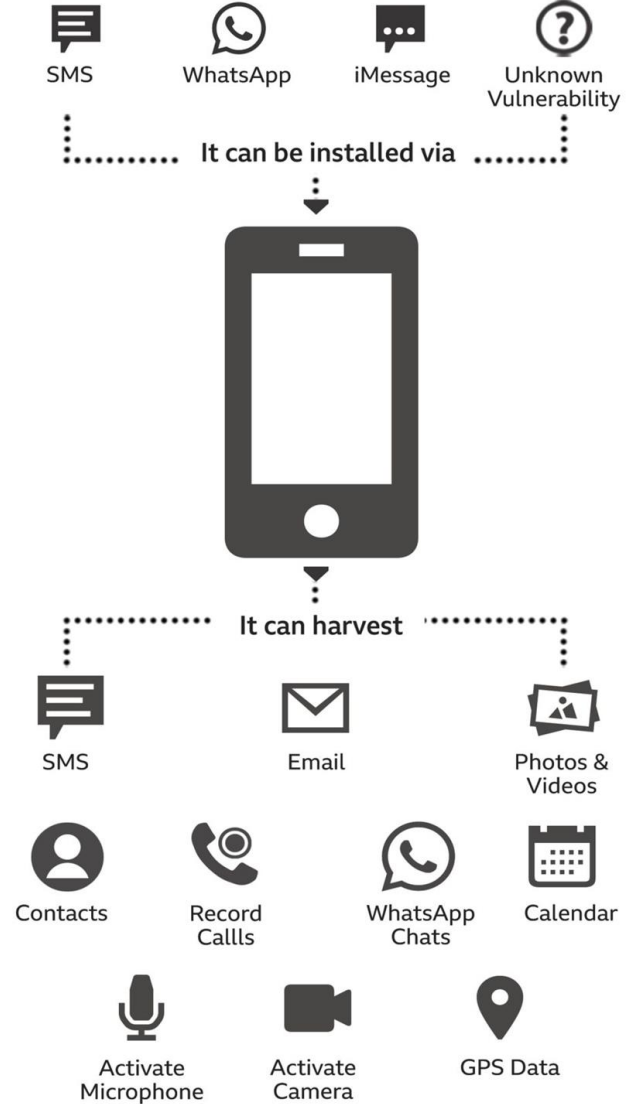 SMS
WhatsApp
iMessage
Unknown
Vulnerability
It can be installed via
It can harvest
SMS
Email
Photos &
Videos
Contacts
Record
Callls
WhatsApp
Chats
Calendar
Activate
Microphone
Activate
Camera
GPS Data